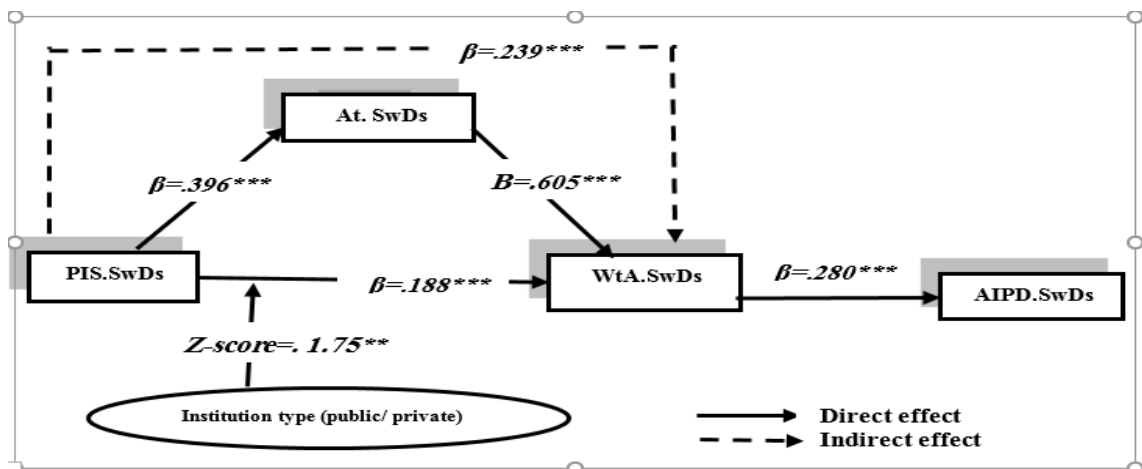 β=.239***
At. SwDs
β=.396***
B=.605***
PIS.SwDs
β=.188***
WtA.SwDs
β=.280***
AIPD.SwDs
Z-score=. 1.75**
Institution type (public/ private)
Direct effect
Indirect effect